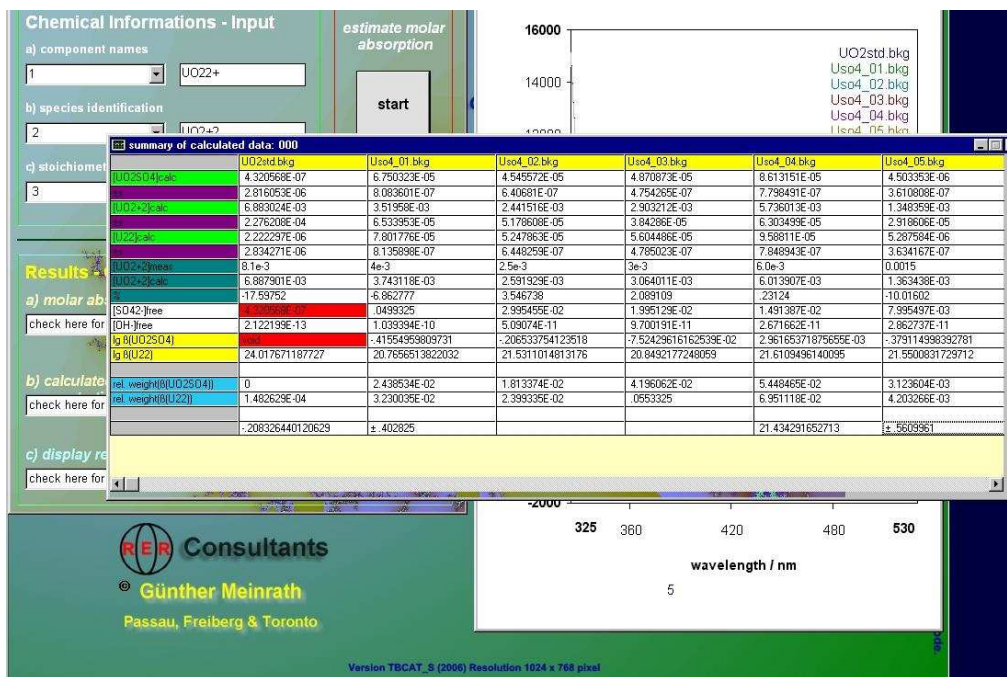 Chemical Informations - Input
a) component names
1
UO22+
b) species identification
2
UO2+2
c) stoichiomet
3
estimate molar
absorption
start
16000
14000
12000
UO2std.bkg
Uso4_01.bkg
Uso4_02.bkg
Uso4_03.bkg
Uso4_04.bkg
Uso4_05.bkg
summary of calculated data: 000
UO2std.bkg Uso4_01.bkg Uso4_02.bkg Uso4_03.bkg Uso4_04.bkg Uso4_05.bkg
[UO2SO4]calc 4.320568E-07 6.750323E-05 4.545572E-05 4.870873E-05 8.613151E-05 4.503353E-06
2.816053E-06 8.083601E-07 6.40681E-07 4.754265E-07 7.798491E-07 3.610808E-07
[UO2+2]calc 6.883024E-03 3.51958E-03 2.441516E-03 2.903212E-03 5.736013E-03 1.348359E-03
2.276208E-04 6.533953E-05 5.178608E-05 3.84286E-05 6.303499E-05 2.918606E-05
[U22]calc 2.222297E-06 7.801776E-05 5.247863E-05 5.604486E-05 9.58811E-05 5.287584E-06
2.834271E-06 8.135898E-07 6.448259E-07 4.785023E-07 7.848943E-07 3.634167E-07
[UO2+2]meas 8.1e-3 4e-3 2.5e-3 3e-3 6.0e-3 0.0015
[UO2+2]calc 6.887901E-03 3.743118E-03 2.591929E-03 3.064011E-03 6.013907E-03 1.363438E-03
% -17.59752 -6.862777 3.546738 2.089109 .23124 -10.01602
[SO42-]free -4.320568E-07 .0499325 2.995455E-02 1.995129E-02 1.491387E-02 7.995497E-03
[OH-]free 2.122199E-13 1.039394E-10 5.09074E-11 9.700191E-11 2.671662E-11 2.862737E-11
lg ß(UO2SO4) void -.41554959809731 -.206533754123518 -7.52429616162539E-02 2.96165371875655E-03 -.379114998392781
lg ß(U22) 24.017671187727 20.7656513822032 21.5311014813176 20.8492177248059 21.6109496140095 21.5500831729712
rel. weight(ß(UO2SO4)) 0 2.438534E-02 1.813374E-02 4.196062E-02 5.448465E-02 3.123604E-03
rel. weight(ß(U22)) 1.482629E-04 3.230035E-02 2.399335E-02 .0553325 6.951118E-02 4.203266E-03
-.208326440120629 ±.402825 21.434291652713 ±.5609961
Results -
a) molar ab
check here for
b) calculate
check here for
c) display re
check here for
-2000
325 360 420 480 530
wavelength / nm
5
RER Consultants
© Günther Meinrath
Passau, Freiberg & Toronto
Version TBCAT_S (2006) Resolution 1024 x 768 pixel
ode.